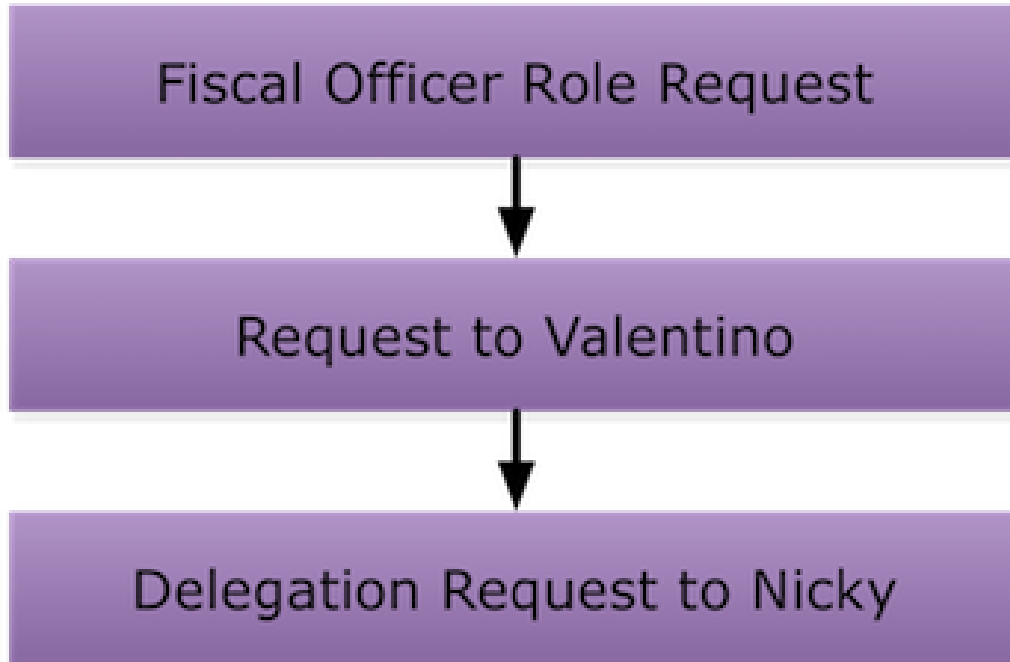 Fiscal Officer Role Request
Request to Valentino
Delegation Request to Nicky